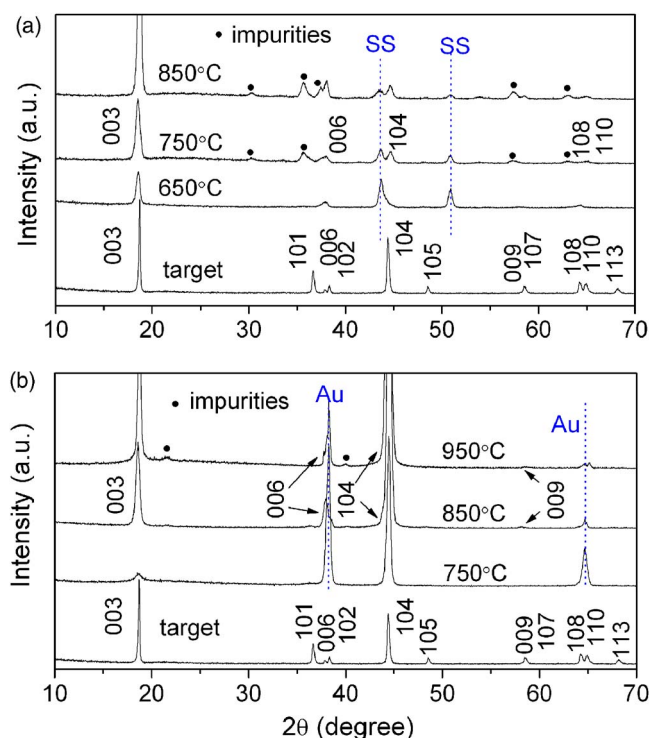 (a)
• impurities
SS
SS
850°C
003
006
104
108
110
750°C
650°C
003
101
006
102
104
105
009
107
108
110
113
target
Intensity (a.u.)
10 20 30 40 50 60 70
(b)
• impurities
Au
Au
950°C
003
006
104
009
850°C
750°C
003
101
006
102
104
105
009
107
108
110
113
target
Intensity (a.u.)
10 20 30 40 50 60 70
2θ (degree)